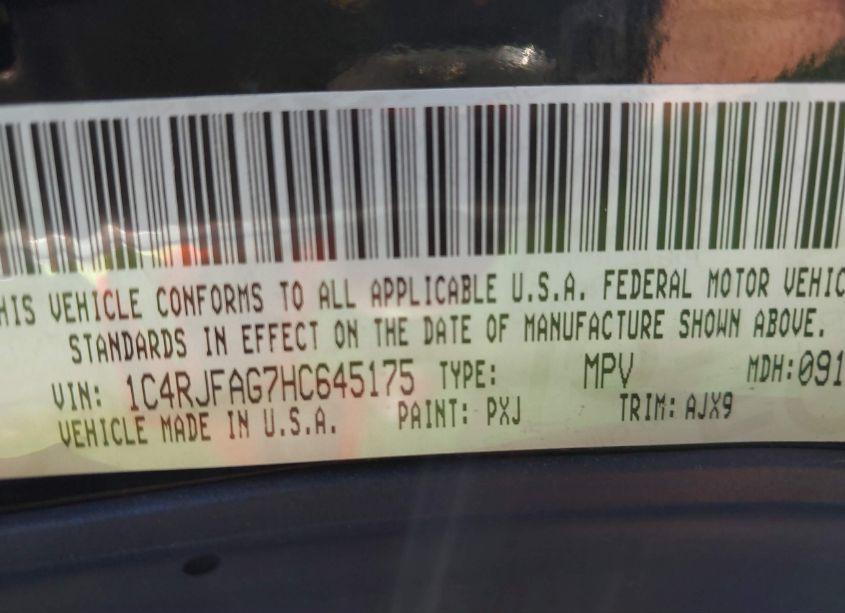 HIS VEHICLE CONFORMS TO ALL APPLICABLE U.S.A. FEDERAL MOTOR VEHIC
STANDARDS IN EFFECT ON THE DATE OF MANUFACTURE SHOWN ABOVE.
VIN: 1C4RJFAG7HC645175 TYPE: MPV MDH:091
VEHICLE MADE IN U.S.A. PAINT: PXJ TRIM: AJX9